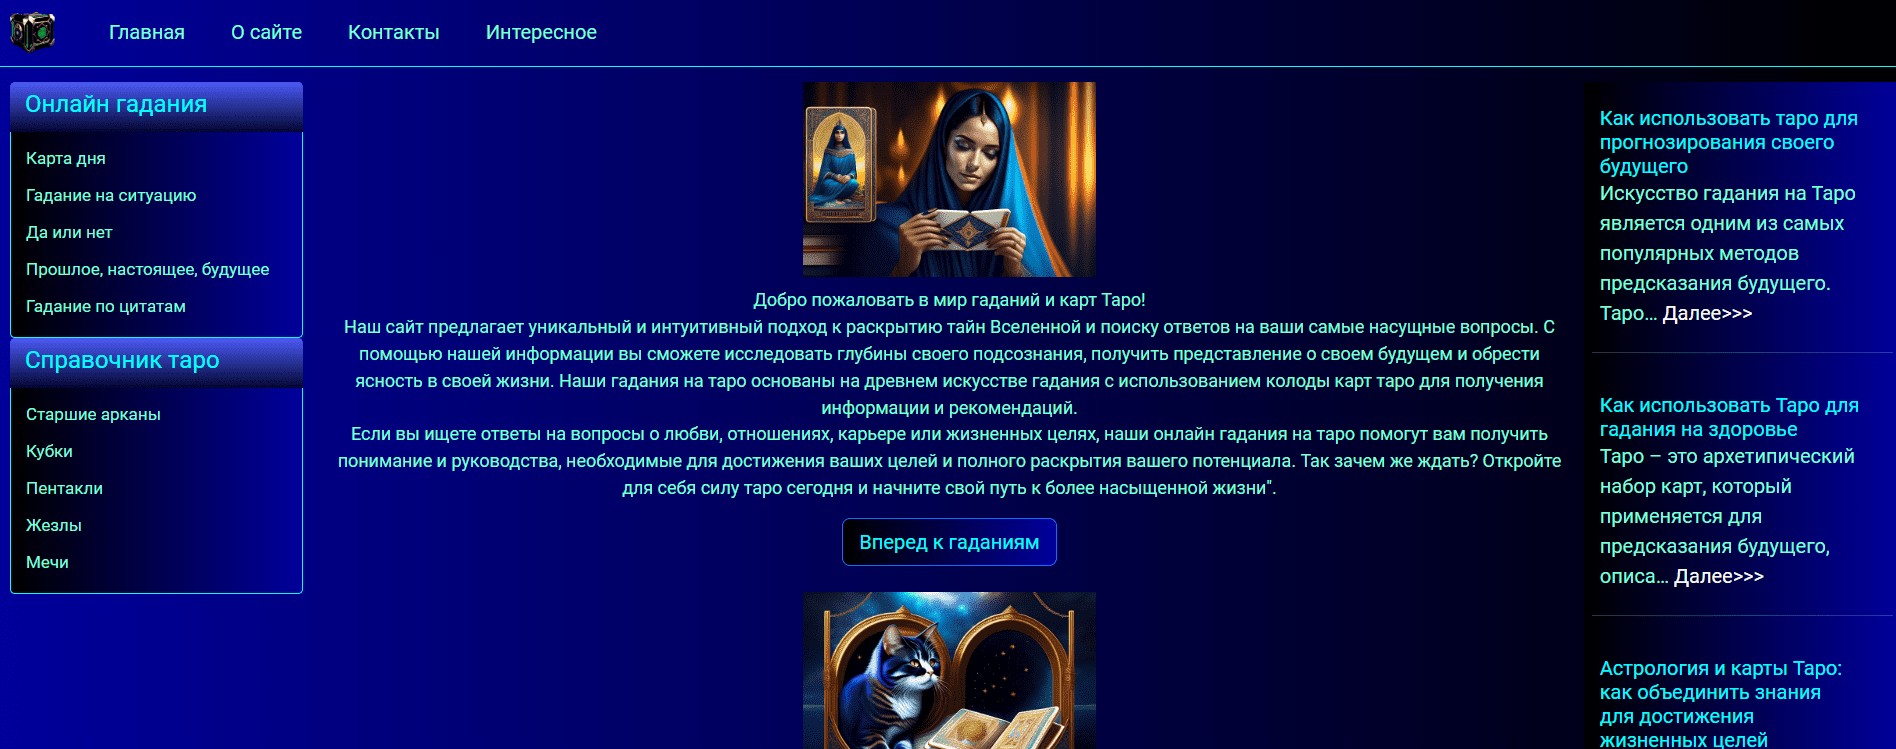 Главная О сайте Контакты Интересное
Онлайн гадания
Карта дня
Гадание на ситуацию
Да или нет
Прошлое, настоящее, будущее
Гадание по цитатам
Справочник таро
Старшие арканы
Кубки
Пентакли
Жезлы
Мечи
Добро пожаловать в мир гаданий и карт Таро!
Наш сайт предлагает уникальный и интуитивный подход к раскрытию тайн Вселенной и поиску ответов на ваши самые насущные вопросы. С
помощью нашей информации вы сможете исследовать глубины своего подсознания, получить представление о своем будущем и обрести
ясность в своей жизни. Наши гадания на таро основаны на древнем искусстве гадания с использованием колоды карт таро для получения
информации и рекомендаций.
Если вы ищете ответы на вопросы о любви, отношениях, карьере или жизненных целях, наши онлайн гадания на таро помогут вам получить
понимание и руководства, необходимые для достижения ваших целей и полного раскрытия вашего потенциала. Так зачем же ждать? Откройте
для себя силу таро сегодня и начните свой путь к более насыщенной жизни".
Вперед к гаданиям
Как использовать таро для
прогнозирования своего
будущего
Искусство гадания на Таро
является одним из самых
популярных методов
предсказания будущего.
Таро... Далее>>>
Как использовать Таро для
гадания на здоровье
Таро – это архетипический
набор карт, который
применяется для
предсказания будущего,
описа... Далее>>>
Астрология и карты Таро:
как объединить знания
для достижения
жизненных целей